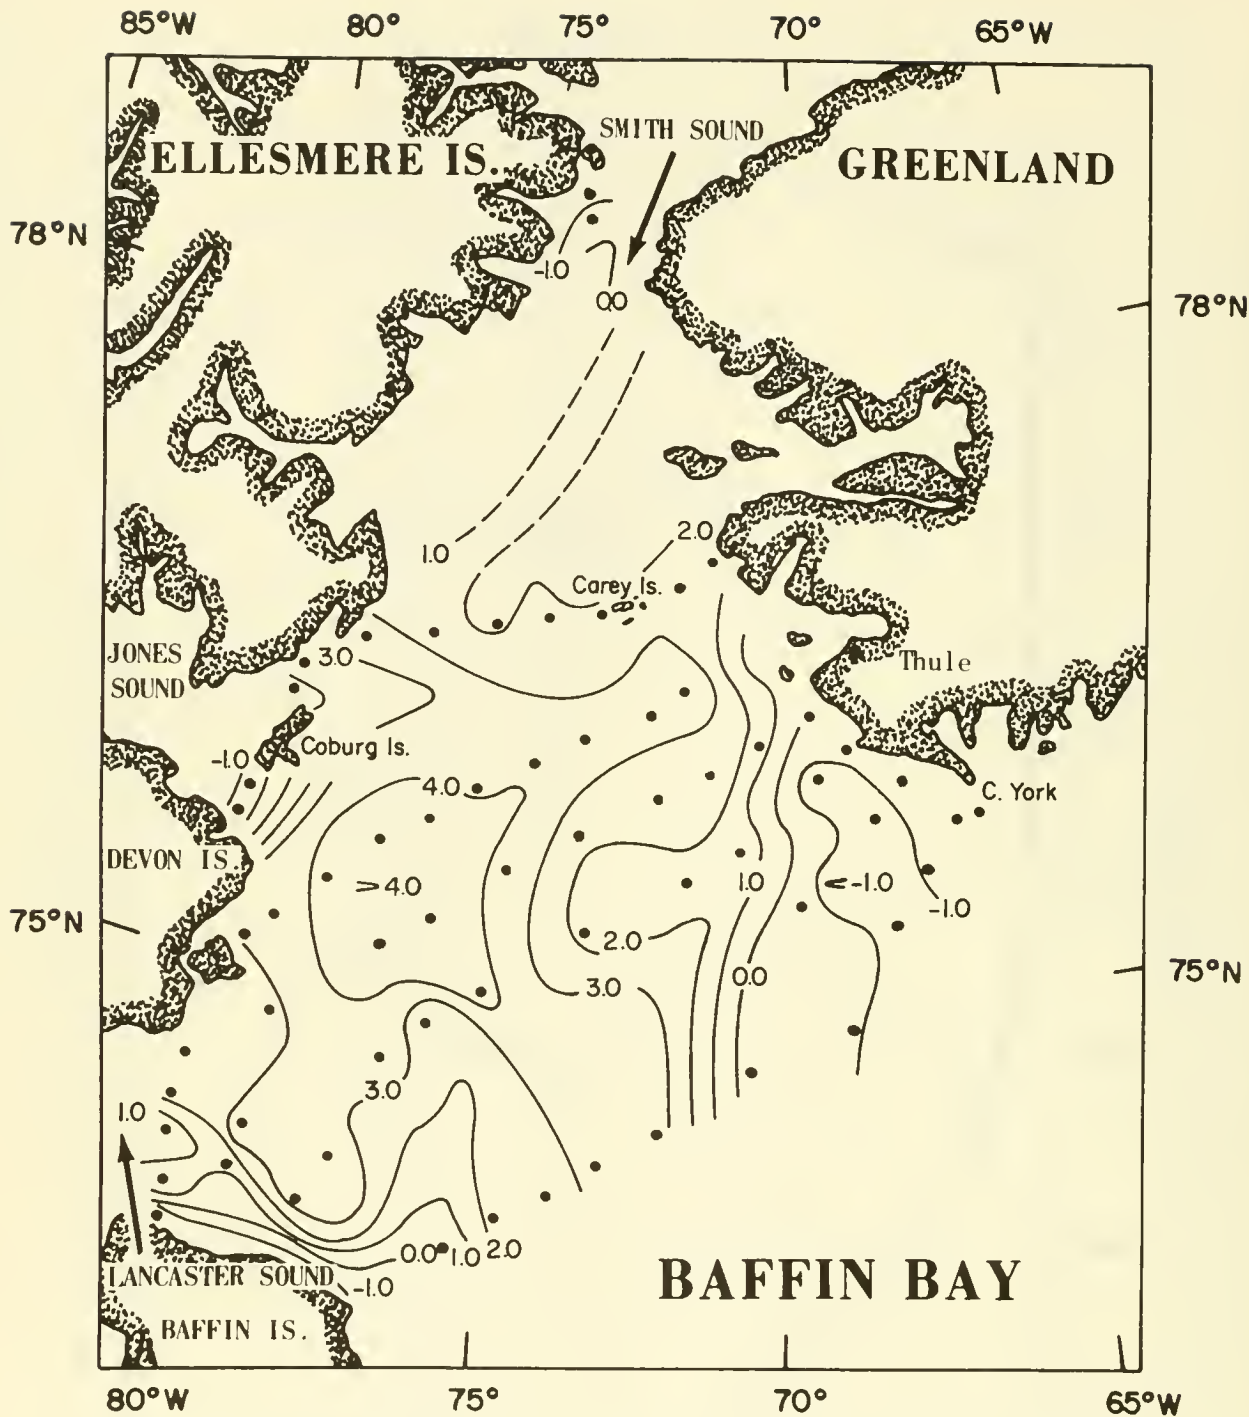 85°W 80° 75° 70° 65°W
SMITH SOUND
ELLESMERE IS.
GREENLAND
78°N
-1.0
0.0
78°N
2.0
1.0
Carey Is.
JONES
SOUND
3.0
Thule
Coburg Is.
-1.0
4.0
C. York
DEVON IS.
>4.0
1.0
<-1.0
-1.0
75°N
2.0
0.0
75°N
3.0
3.0
1.0
0.0 1.0 2.0
LANCASTER SOUND
-1.0
BAFFIN BAY
BAFFIN IS.
80°W 75° 70° 65°W